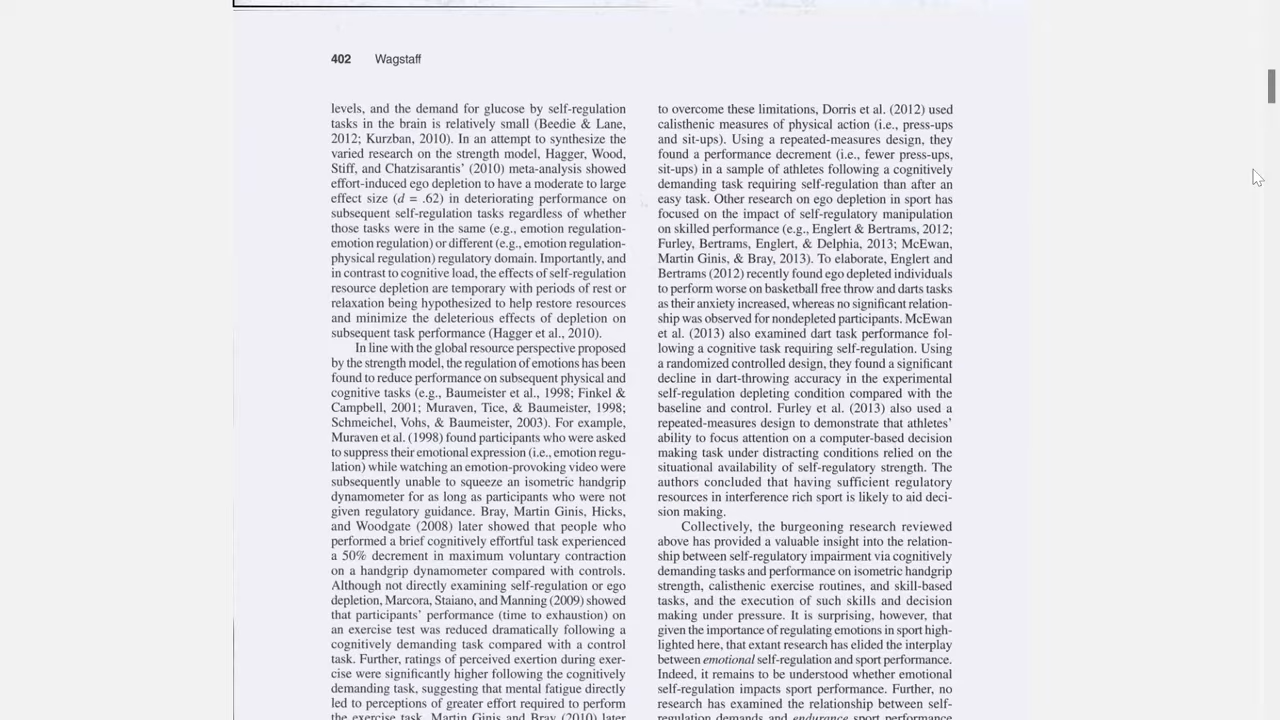 402 Wagstaff
levels, and the demand for glucose by self-regulation
tasks in the brain is relatively small (Beedie & Lane,
2012; Kurzban, 2010). In an attempt to synthesize the
varied research on the strength model, Hagger, Wood,
Stiff, and Chatzisarantis’ (2010) meta-analysis showed
effort-induced ego depletion to have a moderate to large
effect size (d = .62) in deteriorating performance on
subsequent self-regulation tasks regardless of whether
those tasks were in the same (e.g., emotion regulation-
emotion regulation) or different (e.g., emotion regulation-
physical regulation) regulatory domain. Importantly, and
in contrast to cognitive load, the effects of self-regulation
resource depletion are temporary with periods of rest or
relaxation being hypothesized to help restore resources
and minimize the deleterious effects of depletion on
subsequent task performance (Hagger et al., 2010).
In line with the global resource perspective proposed
by the strength model, the regulation of emotions has been
found to reduce performance on subsequent physical and
cognitive tasks (e.g., Baumeister et al., 1998; Finkel &
Campbell, 2001; Muraven, Tice, & Baumeister, 1998;
Schmeichel, Vohs, & Baumeister, 2003). For example,
Muraven et al. (1998) found participants who were asked
to suppress their emotional expression (i.e., emotion regu-
lation) while watching an emotion-provoking video were
subsequently unable to squeeze an isometric handgrip
dynamometer for as long as participants who were not
given regulatory guidance. Bray, Martin Ginis, Hicks,
and Woodgate (2008) later showed that people who
performed a brief cognitively effortful task experienced
a 50% decrement in maximum voluntary contraction
on a handgrip dynamometer compared with controls.
Although not directly examining self-regulation or ego
depletion, Marcora, Staiano, and Manning (2009) showed
that participants’ performance (time to exhaustion) on
an exercise test was reduced dramatically following a
cognitively demanding task compared with a control
task. Further, ratings of perceived exertion during exer-
cise were significantly higher following the cognitively
demanding task, suggesting that mental fatigue directly
led to perceptions of greater effort required to perform
the exercise task. Martin Ginis and Bray (2010) later
to overcome these limitations, Dorris et al. (2012) used
calisthenic measures of physical action (i.e., press-ups
and sit-ups). Using a repeated-measures design, they
found a performance decrement (i.e., fewer press-ups,
sit-ups) in a sample of athletes following a cognitively
demanding task requiring self-regulation than after an
easy task. Other research on ego depletion in sport has
focused on the impact of self-regulatory manipulation
on skilled performance (e.g., Englert & Bertrams, 2012;
Furley, Bertrams, Englert, & Delphia, 2013; McEwan,
Martin Ginis, & Bray, 2013). To elaborate, Englert and
Bertrams (2012) recently found ego depleted individuals
to perform worse on basketball free throw and darts tasks
as their anxiety increased, whereas no significant relation-
ship was observed for nondepleted participants. McEwan
et al. (2013) also examined dart task performance fol-
lowing a cognitive task requiring self-regulation. Using
a randomized controlled design, they found a significant
decline in dart-throwing accuracy in the experimental
self-regulation depleting condition compared with the
baseline and control. Furley et al. (2013) also used a
repeated-measures design to demonstrate that athletes’
ability to focus attention on a computer-based decision
making task under distracting conditions relied on the
situational availability of self-regulatory strength. The
authors concluded that having sufficient regulatory
resources in interference rich sport is likely to aid deci-
sion making.
Collectively, the burgeoning research reviewed
above has provided a valuable insight into the relation-
ship between self-regulatory impairment via cognitively
demanding tasks and performance on isometric handgrip
strength, calisthenic exercise routines, and skill-based
tasks, and the execution of such skills and decision
making under pressure. It is surprising, however, that
given the importance of regulating emotions in sport high-
lighted here, that extant research has elided the interplay
between emotional self-regulation and sport performance.
Indeed, it remains to be understood whether emotional
self-regulation impacts sport performance. Further, no
research has examined the relationship between self-
regulation demands and endurance sport performance